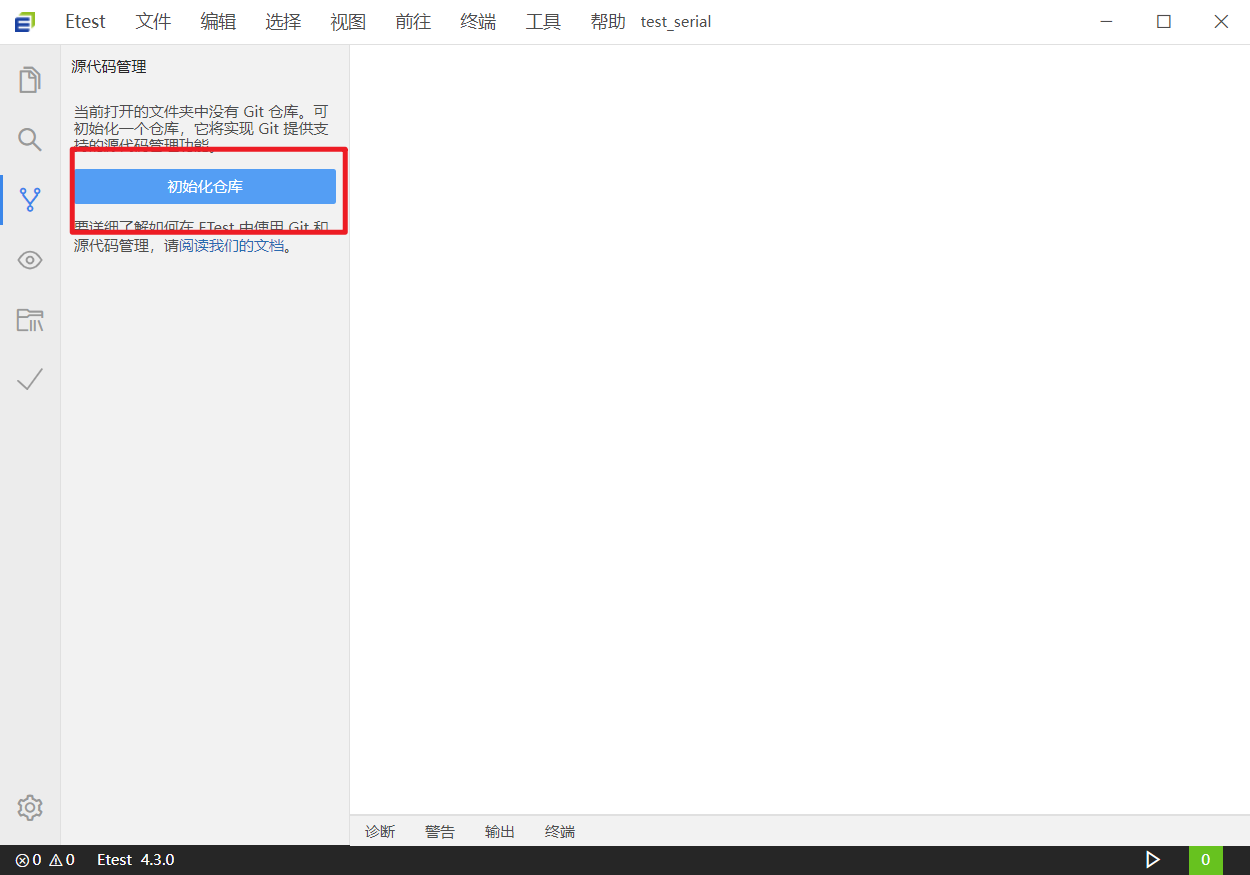 Etest 文件 编辑 选择 视图 前往 终端 工具 帮助 test_serial
源代码管理
当前打开的文件夹中没有 Git 仓库。可
初始化一个仓库，它将实现 Git 提供支
持的源代码管理功能。
初始化仓库
要详细了解如何在 ETest 中使用 Git 和
源代码管理，请阅读我们的文档。
诊断 警告 输出 终端
0 0 Etest 4.3.0 0